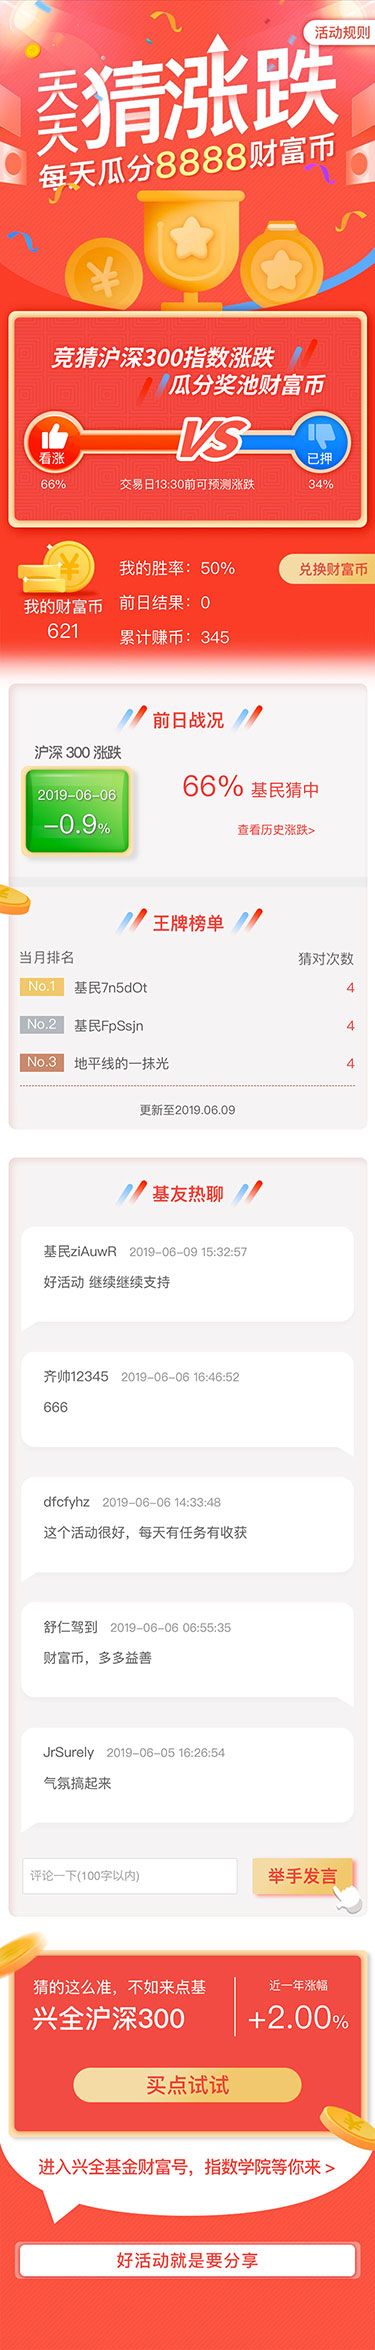 活动规则
天天猜涨跌
每天瓜分8888财富币
竞猜沪深300指数涨跌
瓜分奖池财富币
VS
看涨
已押
66%
交易日13:30前可预测涨跌
34%
我的财富币
621
我的胜率：50%
前日结果：0
累计赚币：345
兑换财富币
前日战况
沪深 300 涨跌
2019-06-06
-0.9%
66% 基民猜中
查看历史涨跌>
王牌榜单
当月排名 猜对次数
No.1 基民7n5dOt 4
No.2 基民FpSsjn 4
No.3 地平线的一抹光 4
更新至2019.06.09
基友热聊
基民ziAuwR 2019-06-09 15:32:57
好活动 继续继续支持
齐帅12345 2019-06-06 16:46:52
666
dfcfyhz 2019-06-06 14:33:48
这个活动很好，每天有任务有收获
舒仁驾到 2019-06-06 06:55:35
财富币，多多益善
JrSurely 2019-06-05 16:26:54
气氛搞起来
评论一下(100字以内)
举手发言
猜的这么准，不如来点基
兴全沪深300
近一年涨幅
+2.00%
买点试试
进入兴全基金财富号，指数学院等你来 >
好活动就是要分享